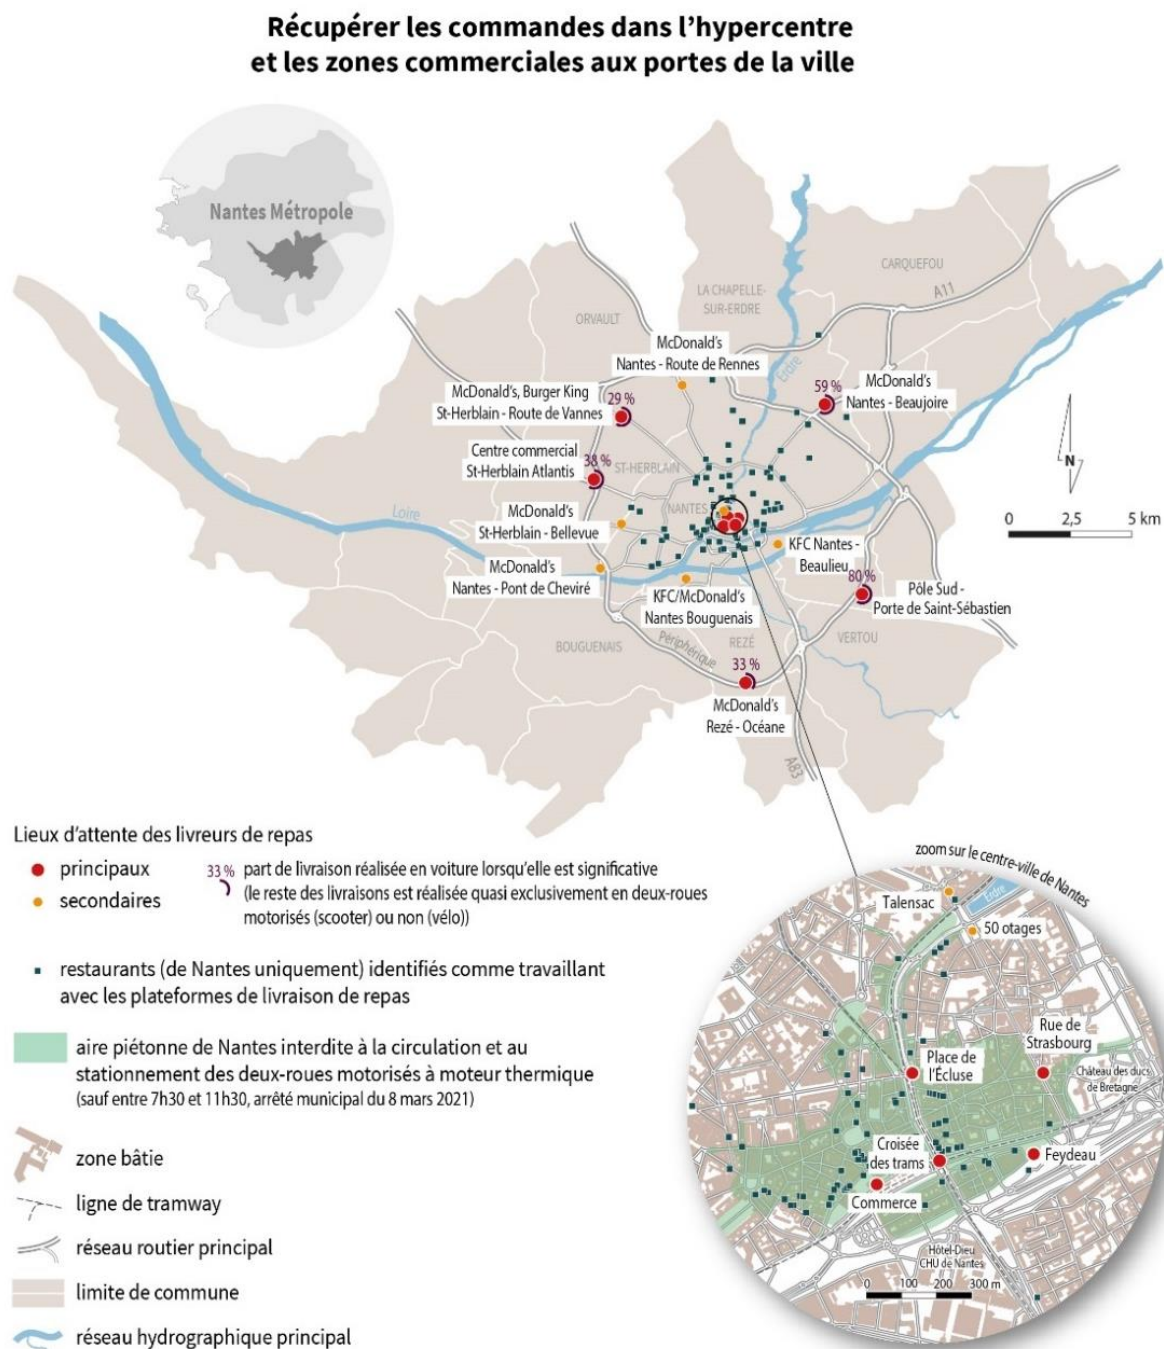 Récupérer les commandes dans l'hypercentre
et les zones commerciales aux portes de la ville
Nantes Métropole
CARQUEFOU
A11
LA CHAPELLE-
SUR-ERDRE
ORVAULT
McDonald's
Nantes - Route de Rennes
Erdre
McDonald's, Burger King
St-Herblain - Route de Vannes
29 %
59 %
McDonald's
Nantes - Beaujoire
Centre commercial
St-Herblain Atlantis
38 %
ST-HERBLAIN
N
NANTES
Loire
McDonald's
St-Herblain - Bellevue
0 2,5 5 km
KFC Nantes -
Beaulieu
McDonald's
Nantes - Pont de Cheviré
KFC/McDonald's
Nantes Bouguenais
80 %
Pôle Sud -
Porte de Saint-Sébastien
BOUGUENAIS
Périphérique
REZÉ
VERTOU
33 %
McDonald's
Rezé - Océane
A83
Lieux d'attente des livreurs de repas
principaux
secondaires
33 %
part de livraison réalisée en voiture lorsqu'elle est significative
(le reste des livraisons est réalisée quasi exclusivement en deux-roues
motorisés (scooter) ou non (vélo))
restaurants (de Nantes uniquement) identifiés comme travaillant
avec les plateformes de livraison de repas
aire piétonne de Nantes interdite à la circulation et au
stationnement des deux-roues motorisés à moteur thermique
(sauf entre 7h30 et 11h30, arrêté municipal du 8 mars 2021)
zone bâtie
ligne de tramway
réseau routier principal
limite de commune
réseau hydrographique principal
zoom sur le centre-ville de Nantes
Talensac
Erdre
50 otages
Rue de
Strasbourg
Place de
l'Écluse
Château des ducs
de Bretagne
Croisée
des trams
Feydeau
Commerce
Hôtel-Dieu
CHU de Nantes
0 100 200 300 m